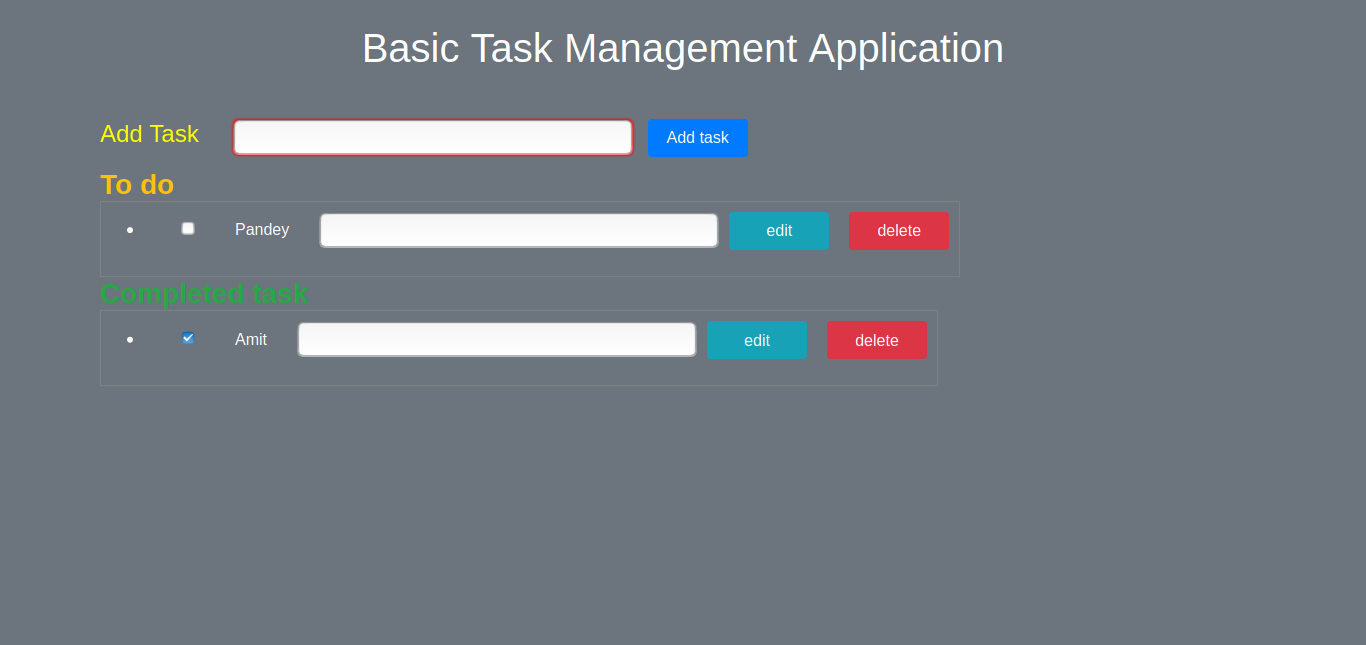 Basic Task Management Application
Add Task Add task
To do
Pandey edit delete
Completed task
Amit edit delete